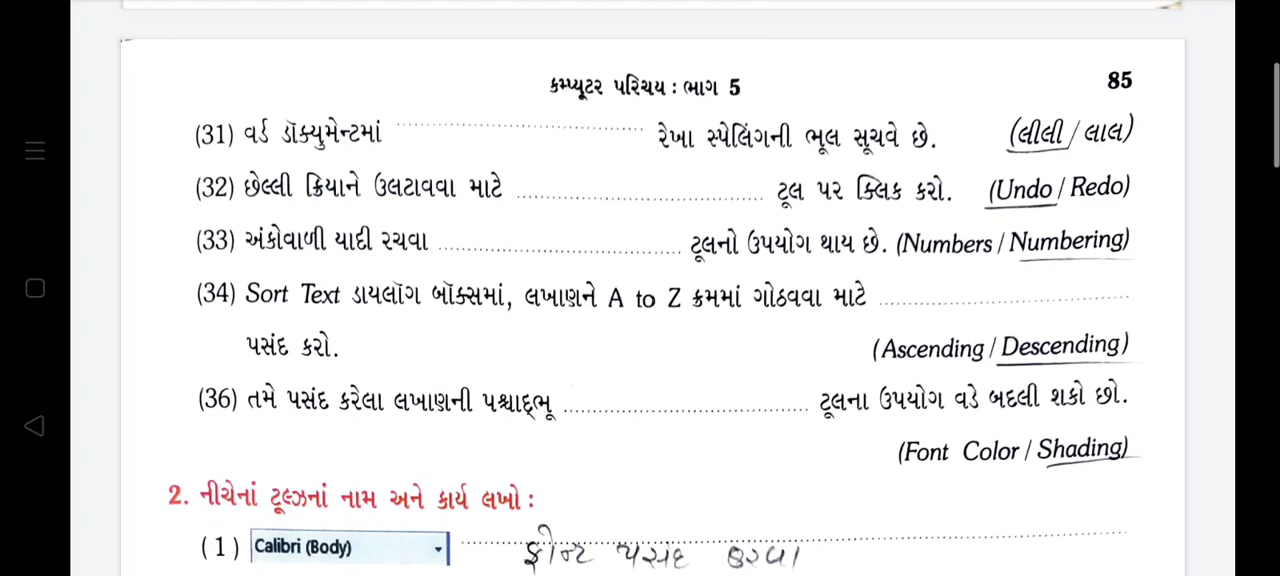 કમ્પ્યૂટર પરિચય : ભાગ 5 85
(31) વર્ડ ડૉક્યુમેન્ટમાં ........................ રેખા સ્પેલિંગની ભૂલ સૂચવે છે. (લીલી / લાલ)
(32) છેલ્લી ક્રિયાને ઉલટાવવા માટે ........................ ટૂલ પર ક્લિક કરો. (Undo / Redo)
(33) અંકોવાળી યાદી રચવા ........................ ટૂલનો ઉપયોગ થાય છે. (Numbers / Numbering)
(34) Sort Text ડાયલૉગ બૉક્સમાં, લખાણને A to Z ક્રમમાં ગોઠવવા માટે ........................
પસંદ કરો. (Ascending / Descending)
(36) તમે પસંદ કરેલા લખાણની પશ્ચાદ્ભૂ ........................ ટૂલના ઉપયોગ વડે બદલી શકો છો.
(Font Color / Shading)
2. નીચેનાં ટૂલ્ઝનાં નામ અને કાર્ય લખો :
(1) Calibri (Body) ........................ ફોન્ટ પસંદ કરવા